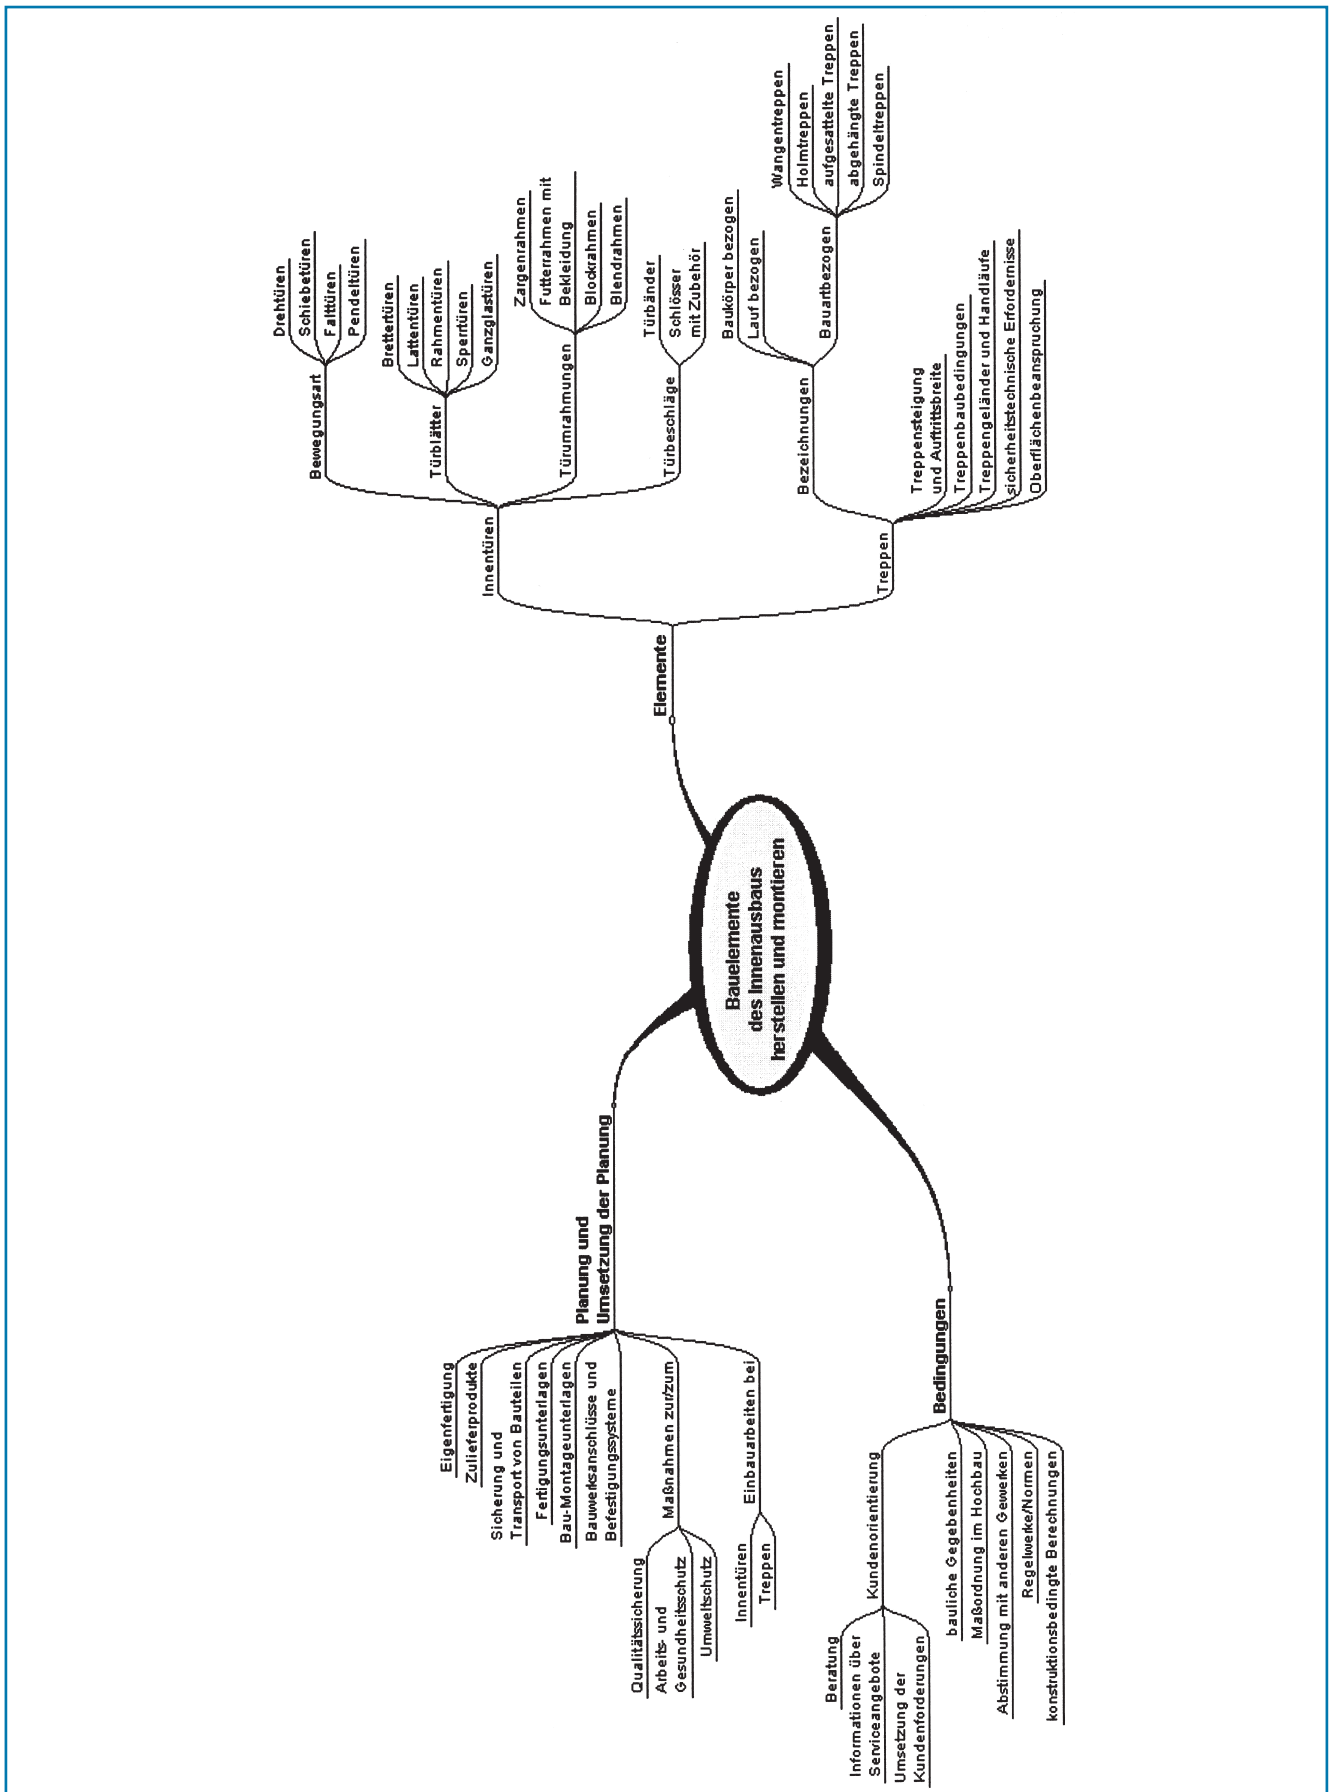 Bauelemente
des Innenausbaus
herstellen und montieren
Elemente
Innentüren
Bewegungsart
Drehtüren
Schiebetüren
Falttüren
Pendeltüren
Türblätter
Brettertüren
Lattentüren
Rahmentüren
Sperrtüren
Ganzglastüren
Türumrahmungen
Zargenrahmen
Futterrahmen mit
Bekleidung
Blockrahmen
Blendrahmen
Türbeschläge
Türbänder
Schlösser
mit Zubehör
Treppen
Bezeichnungen
Baukörper bezogen
Lauf bezogen
Bauartbezogen
Wangentreppen
Holmtreppen
aufgesattelte Treppen
abgehängte Treppen
Spindeltreppen
Treppensteigung
und Auftrittsbreite
Treppenbaubedingungen
Treppengeländer und Handläufe
sicherheitstechnische Erfordernisse
Oberflächenbeanspruchung
Planung und
Umsetzung der Planung
Eigenfertigung
Zulieferprodukte
Sicherung und
Transport von Bauteilen
Fertigungsunterlagen
Bau-Montageunterlagen
Bauwerksanschlüsse und
Befestigungssysteme
Maßnahmen zur/zum
Qualitätssicherung
Arbeits- und
Gesundheitsschutz
Umweltschutz
Einbauarbeiten bei
Innentüren
Treppen
Bedingungen
Kundenorientierung
Beratung
Informationen über
Serviceangebote
Umsetzung der
Kundenforderungen
bauliche Gegebenheiten
Maßordnung im Hochbau
Abstimmung mit anderen Gewerken
Regelwerke/Normen
konstruktionsbedingte Berechnungen